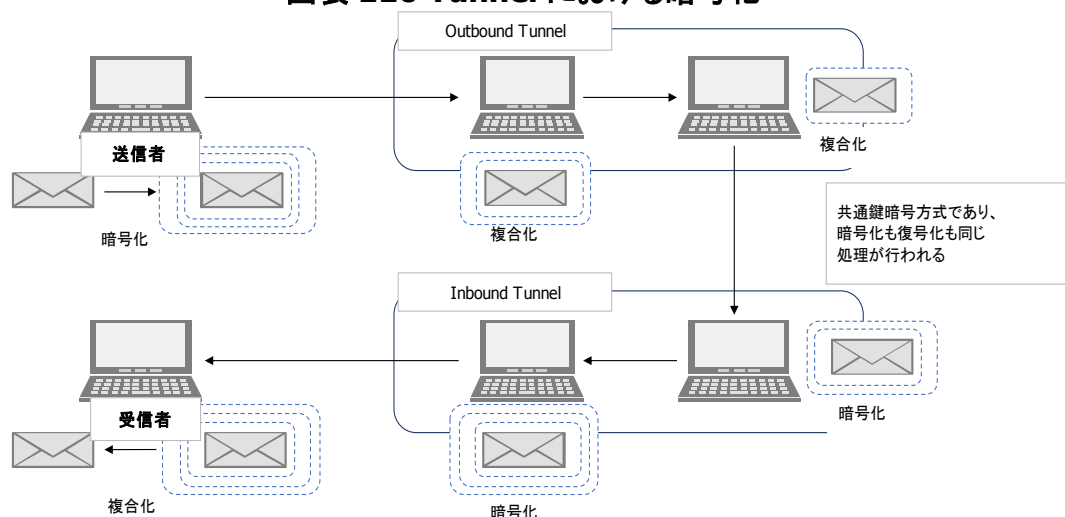 Outbound Tunnel
送信者
複合化
暗号化
複合化
共通鍵暗号方式であり、
暗号化も復号化も同じ
処理が行われる
Inbound Tunnel
暗号化
受信者
複合化
暗号化